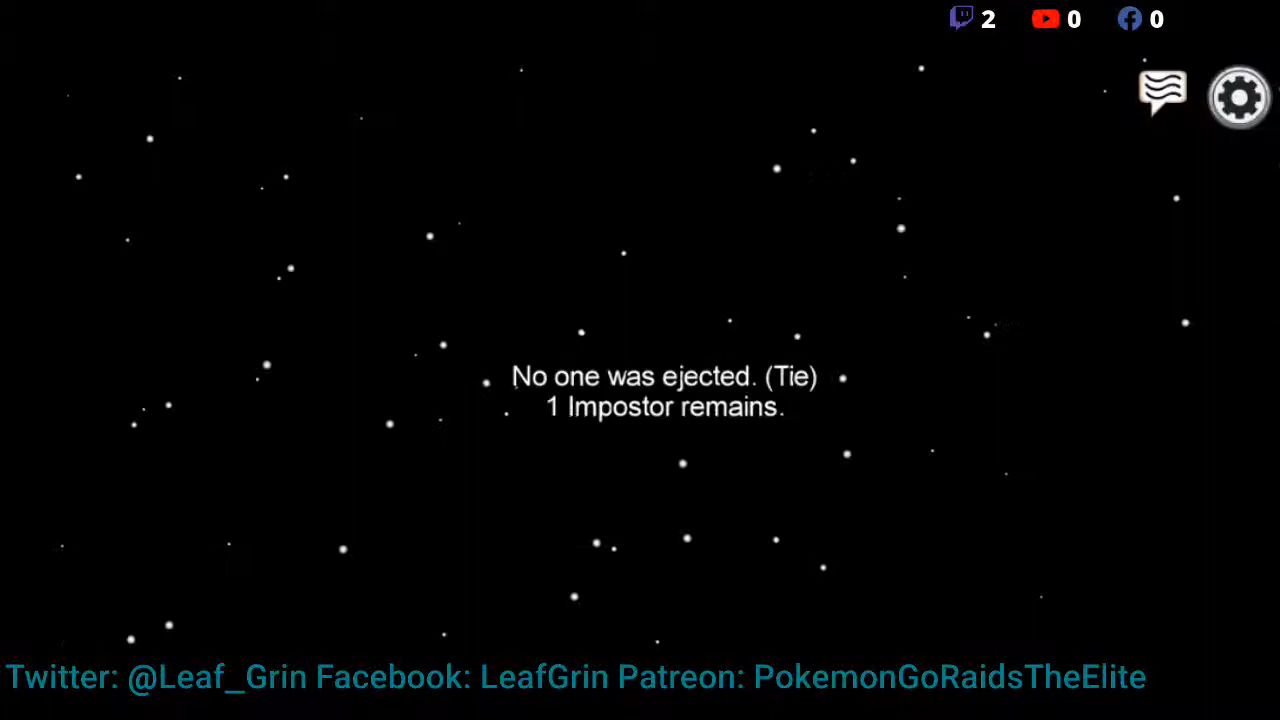 2 0 0
No one was ejected. (Tie)
1 Impostor remains.
Twitter: @Leaf_Grin Facebook: LeafGrin Patreon: PokemonGoRaidsTheElite